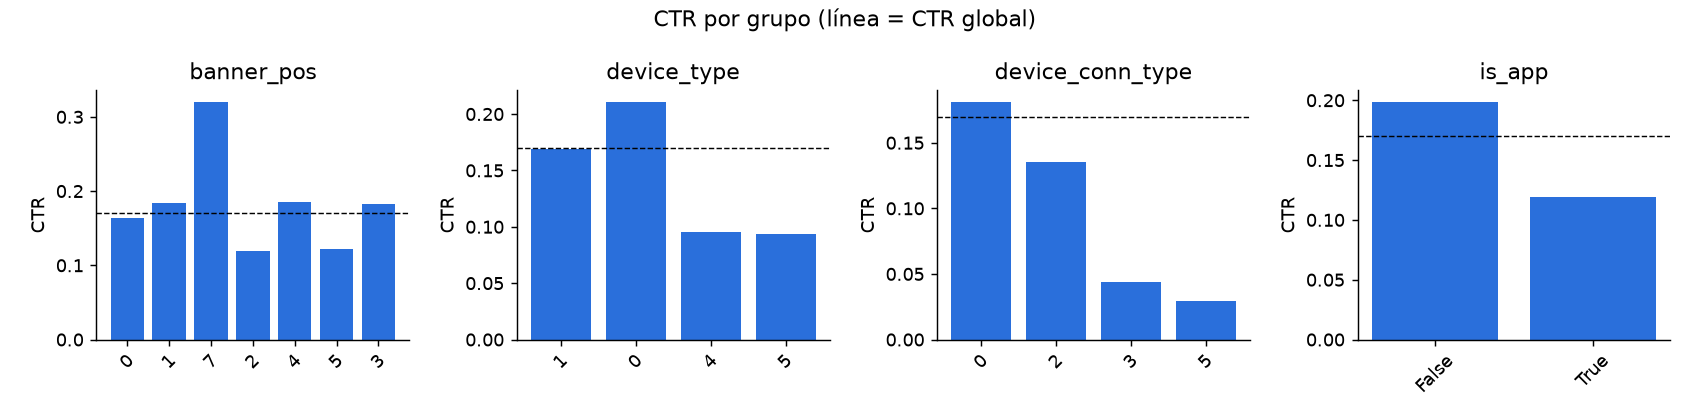 CTR por grupo (línea = CTR global)
banner_pos
CTR
0.3
0.2
0.1
0.0
0 1 7 2 4 5 3
device_type
CTR
0.20
0.15
0.10
0.05
0.00
1 0 4 5
device_conn_type
CTR
0.15
0.10
0.05
0.00
0 2 3 5
is_app
CTR
0.20
0.15
0.10
0.05
0.00
False True